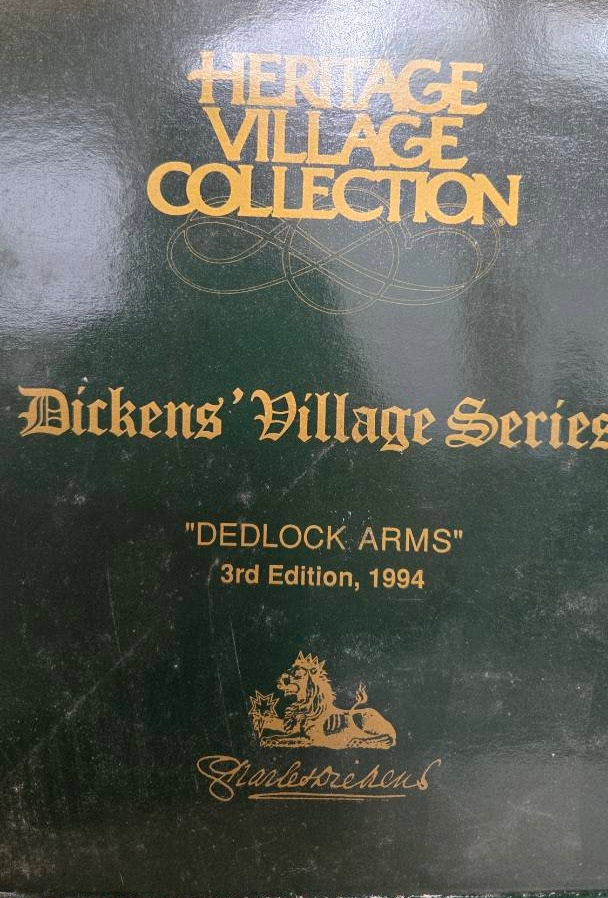 HERITAGE
VILLAGE
COLLECTION®
Dickens' Village Series
"DEDLOCK ARMS"
3rd Edition, 1994
Charles Dickens